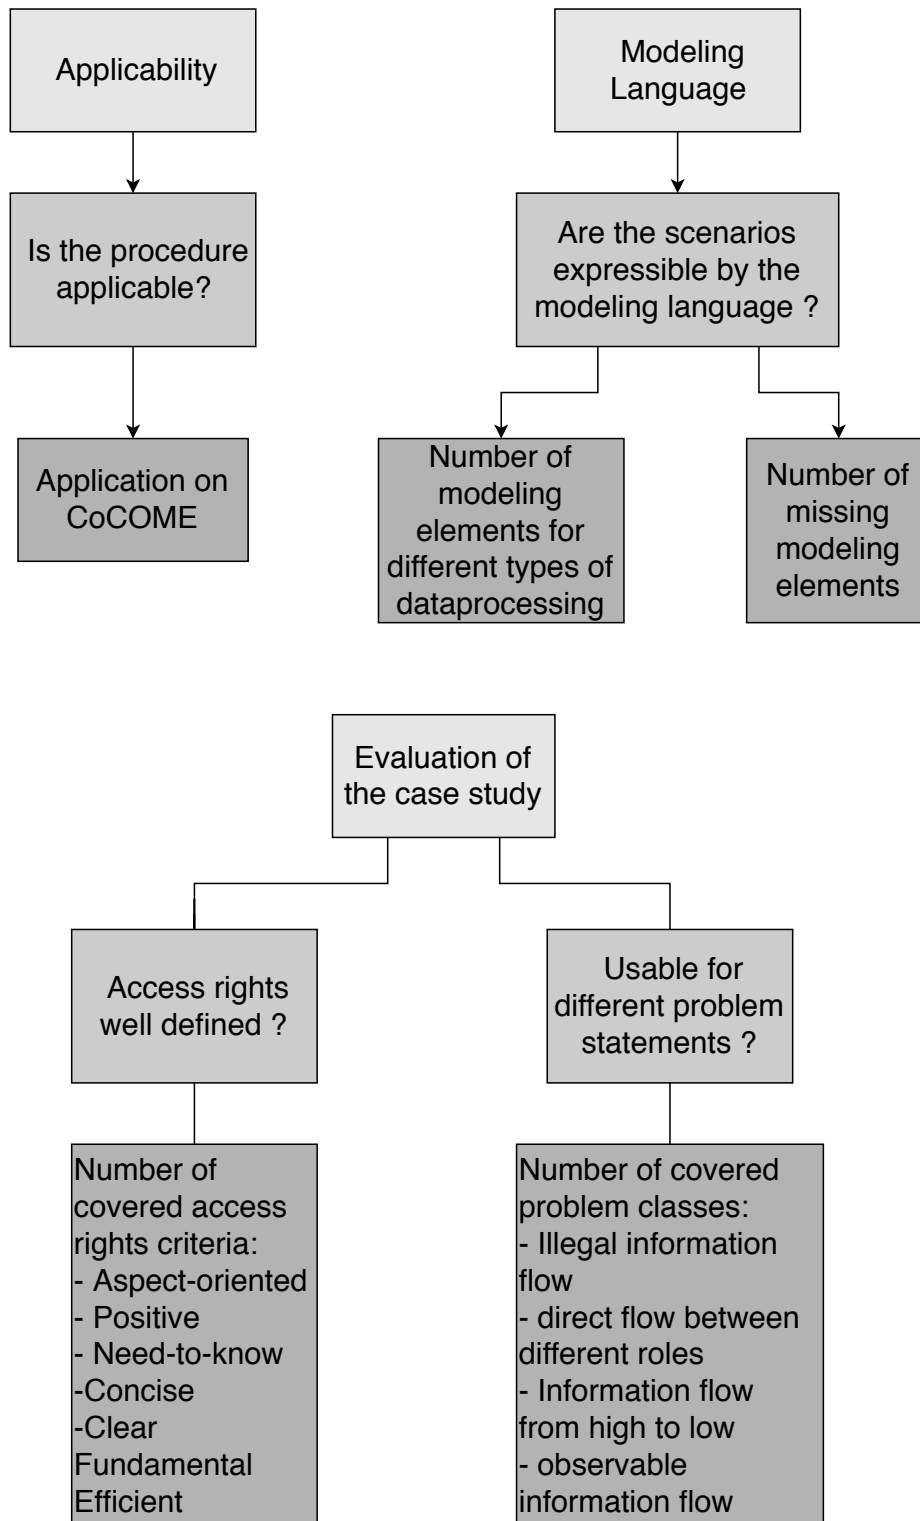 Applicability
Modeling
Language
Is the procedure
applicable?
Are the scenarios
expressible by the
modeling language ?
Application on
CoCOME
Number of
modeling
elements for
different types of
dataprocessing
Number of
missing
modeling
elements
Evaluation of
the case study
Access rights
well defined ?
Usable for
different problem
statements ?
Number of
covered access
rights criteria:
- Aspect-oriented
- Positive
- Need-to-know
-Concise
-Clear
Fundamental
Efficient
Number of covered
problem classes:
- Illegal information
flow
- direct flow between
different roles
- Information flow
from high to low
- observable
information flow